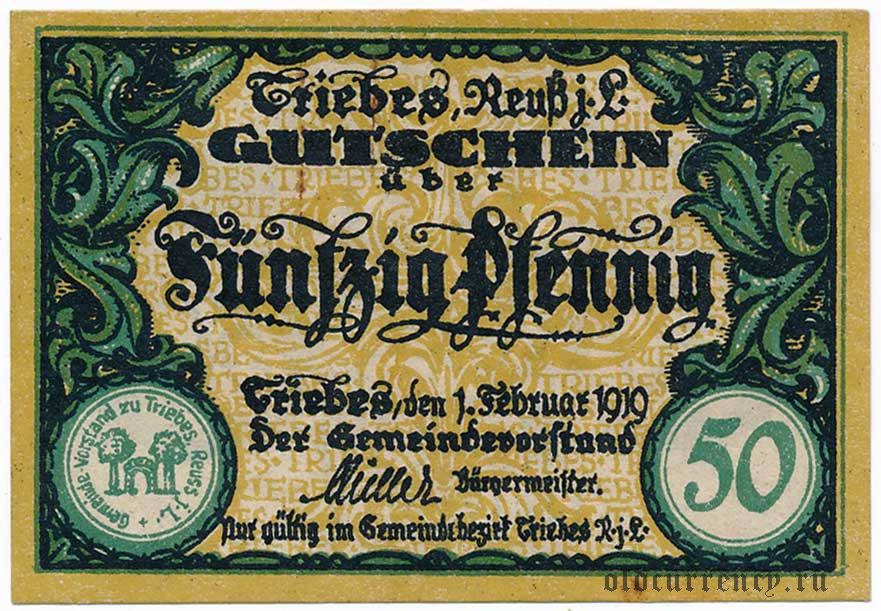 Triebes, Reuß j. L.
GUTSCHEIN
über
Fünfzig Pfennig
Triebes, den 1. Februar 1919
Der Gemeindevorstand
Müller Bürgermeister.
Nur gültig im Gemeindebezirk Triebes R. j. L.
Gemeinde-Vorstand zu Triebes, Reuss j. L. +
50
oldcurrency.ru